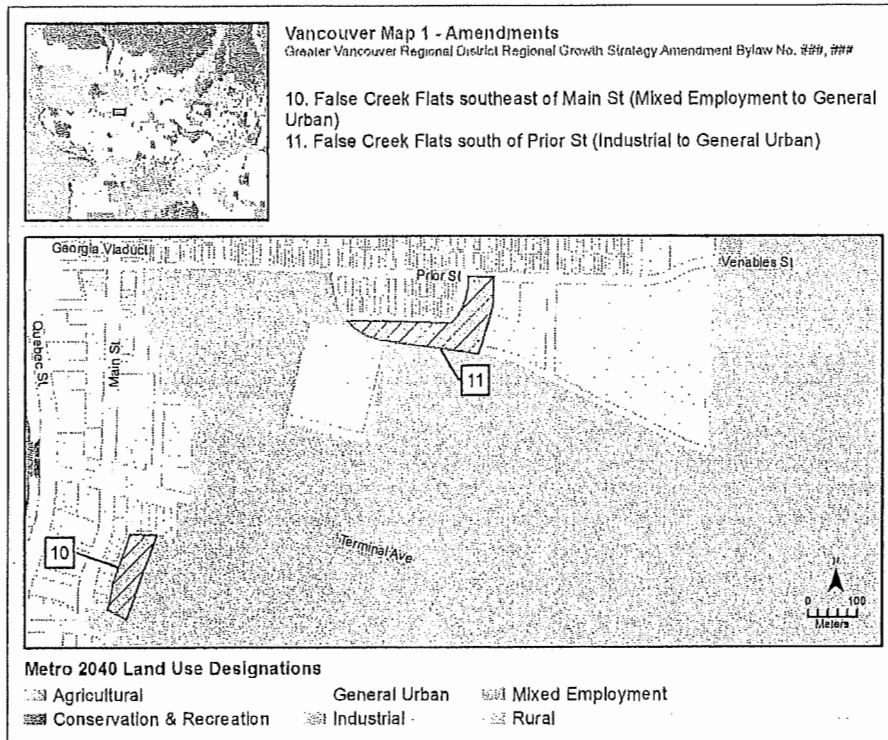 Vancouver Map 1 - Amendments
Greater Vancouver Regional District Regional Growth Strategy Amendment Bylaw No. ###, ###
10. False Creek Flats southeast of Main St (Mixed Employment to General
Urban)
11. False Creek Flats south of Prior St (Industrial to General Urban)
Georgia Viaduct
Prior St
Venables St
Quebec St.
Main St.
11
10
Terminal Ave
N
0 100
Meters
Metro 2040 Land Use Designations
Agricultural
General Urban
Mixed Employment
Conservation & Recreation
Industrial
Rural